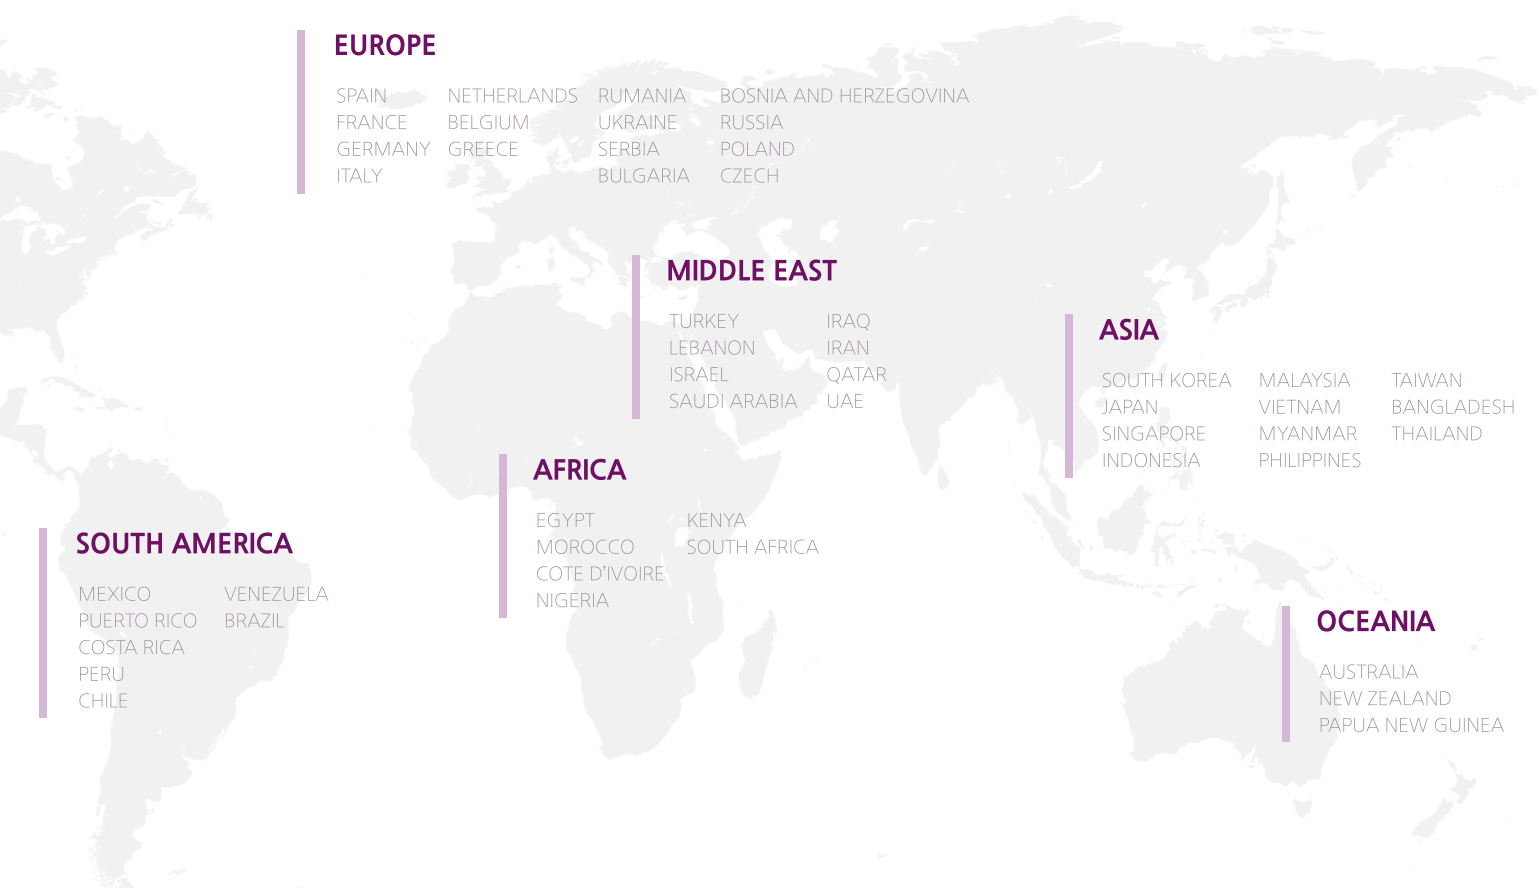 EUROPE
SPAIN NETHERLANDS RUMANIA BOSNIA AND HERZEGOVINA
FRANCE BELGIUM UKRAINE RUSSIA
GERMANY GREECE SERBIA POLAND
ITALY BULGARIA CZECH
MIDDLE EAST
TURKEY IRAQ
LEBANON IRAN
ISRAEL QATAR
SAUDI ARABIA UAE
ASIA
SOUTH KOREA MALAYSIA TAIWAN
JAPAN VIETNAM BANGLADESH
SINGAPORE MYANMAR THAILAND
INDONESIA PHILIPPINES
AFRICA
EGYPT KENYA
MOROCCO SOUTH AFRICA
COTE D’IVOIRE
NIGERIA
SOUTH AMERICA
MEXICO VENEZUELA
PUERTO RICO BRAZIL
COSTA RICA
PERU
CHILE
OCEANIA
AUSTRALIA
NEW ZEALAND
PAPUA NEW GUINEA